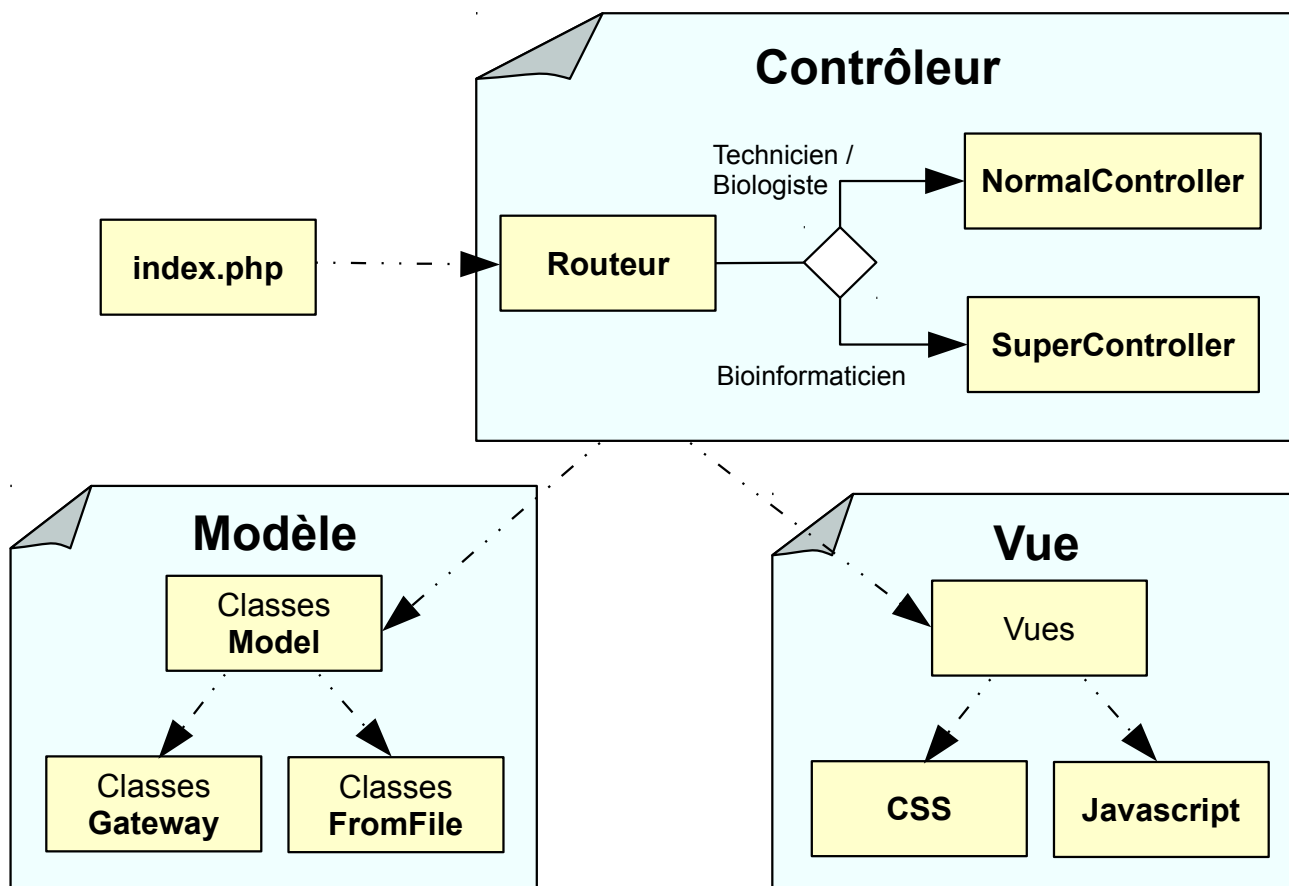 Contrôleur
Technicien /
Biologiste
NormalController
index.php
Routeur
SuperController
Bioinformaticien
Modèle
Classes
Model
Classes
Gateway
Classes
FromFile
Vue
Vues
CSS
Javascript